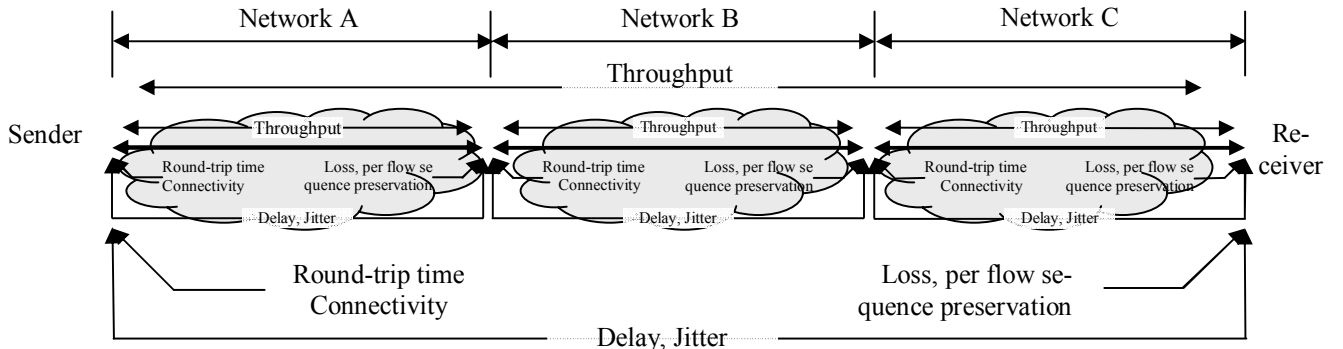 Network A
Network B
Network C
Throughput
Sender
Throughput
Throughput
Throughput
Re-
ceiver
Round-trip time
Connectivity
Loss, per flow se
quence preservation
Round-trip time
Connectivity
Loss, per flow se
quence preservation
Round-trip time
Connectivity
Loss, per flow se
quence preservation
Delay, Jitter
Delay, Jitter
Delay, Jitter
Round-trip time
Connectivity
Loss, per flow se-
quence preservation
Delay, Jitter